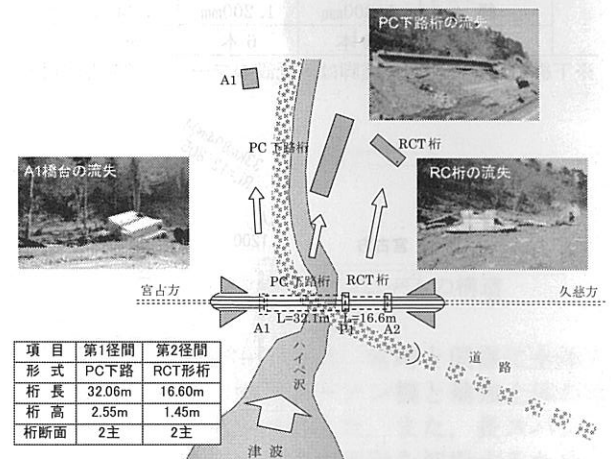 PC下路桁の流失
A1
RCT桁
PC下路桁
A1橋台の流失
RC桁の流失
PC下路桁 RCT桁
宮古方
久慈方
L=32.1m L=16.6m
A1 P1 A2
ハイペ沢
道路
津波
項目 第1径間 第2径間
形式 PC下路 RCT形桁
桁長 32.06m 16.60m
桁高 2.55m 1.45m
桁断面 2主 2主